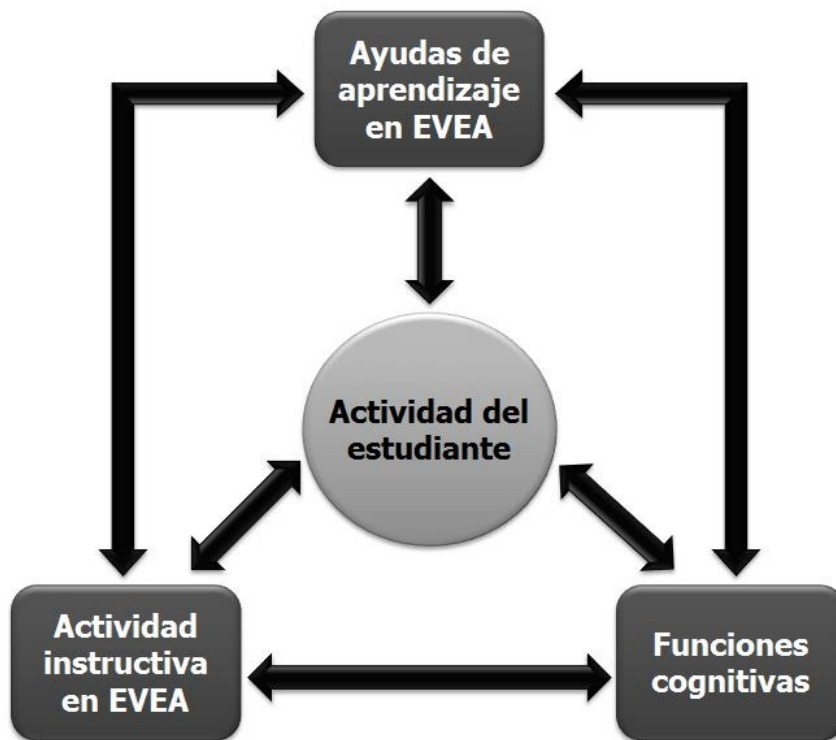 Ayudas de
aprendizaje
en EVEA
Actividad del
estudiante
Actividad
instructiva
en EVEA
Funciones
cognitivas